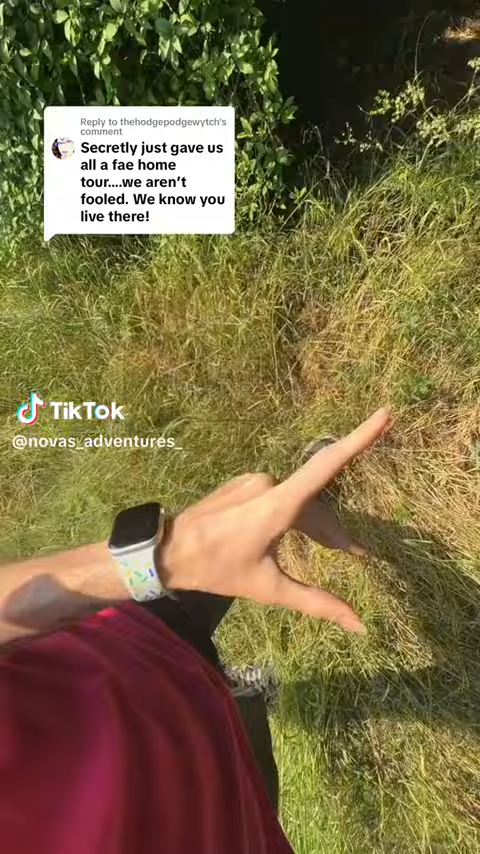 Reply to thehodgepodgewytch's
comment
Secretly just gave us
all a fae home
tour....we aren't
fooled. We know you
live there!
TikTok
@novas_adventures_